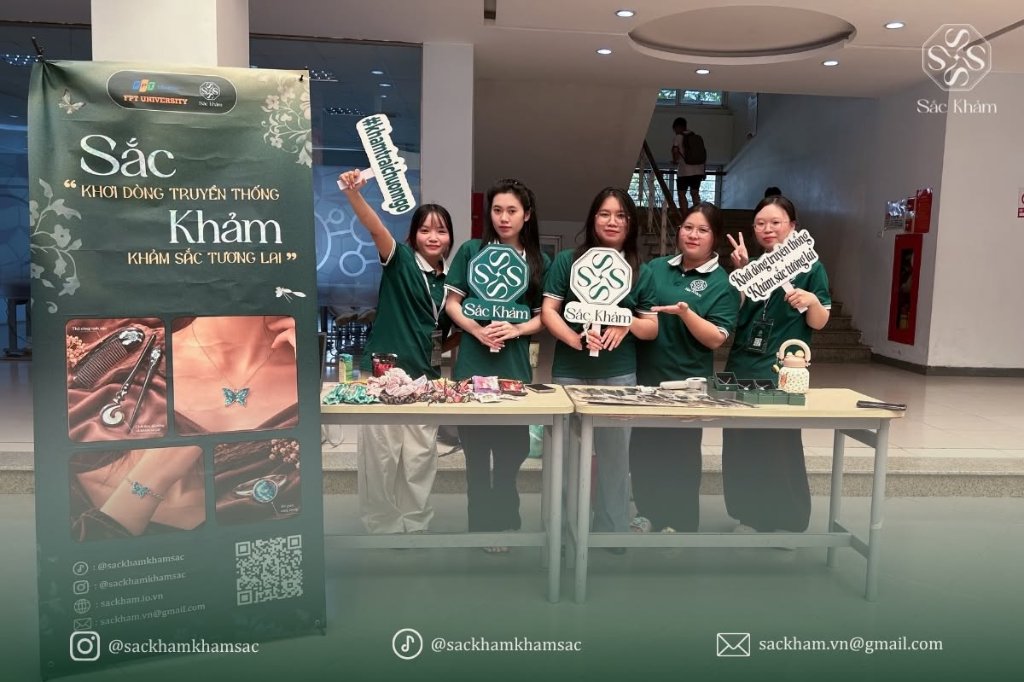 FPT
FPT UNIVERSITY
Sắc Khảm
Sắc
“ KHƠI DÒNG TRUYỀN THỐNG
Khảm
KHẢM SẮC TƯƠNG LAI ”
: @sackhamkhamsac
: @sackhamkhamsac
: sackham.io.vn
: sackham.vn@gmail.com
#khamtraichuongo
Sắc Khảm
Sắc Khảm
Khơi dòng truyền thống
Khảm sắc tương lai
Sắc Khảm
@sackhamkhamsac
@sackhamkhamsac
sackham.vn@gmail.com